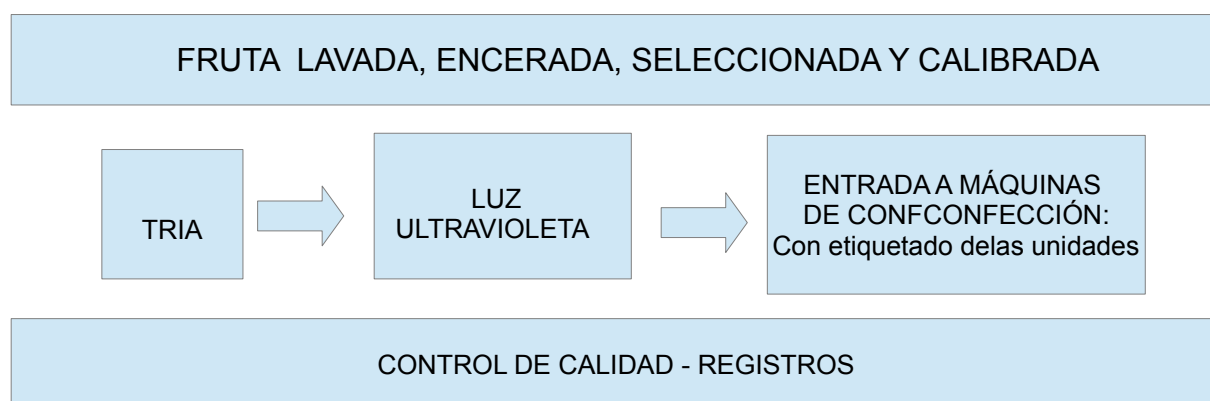 FRUTA LAVADA, ENCERADA, SELECCIONADA Y CALIBRADA
TRIA
LUZ
ULTRAVIOLETA
ENTRADA A MÁQUINAS
DE CONFCONFECCIÓN:
Con etiquetado delas unidades
CONTROL DE CALIDAD - REGISTROS